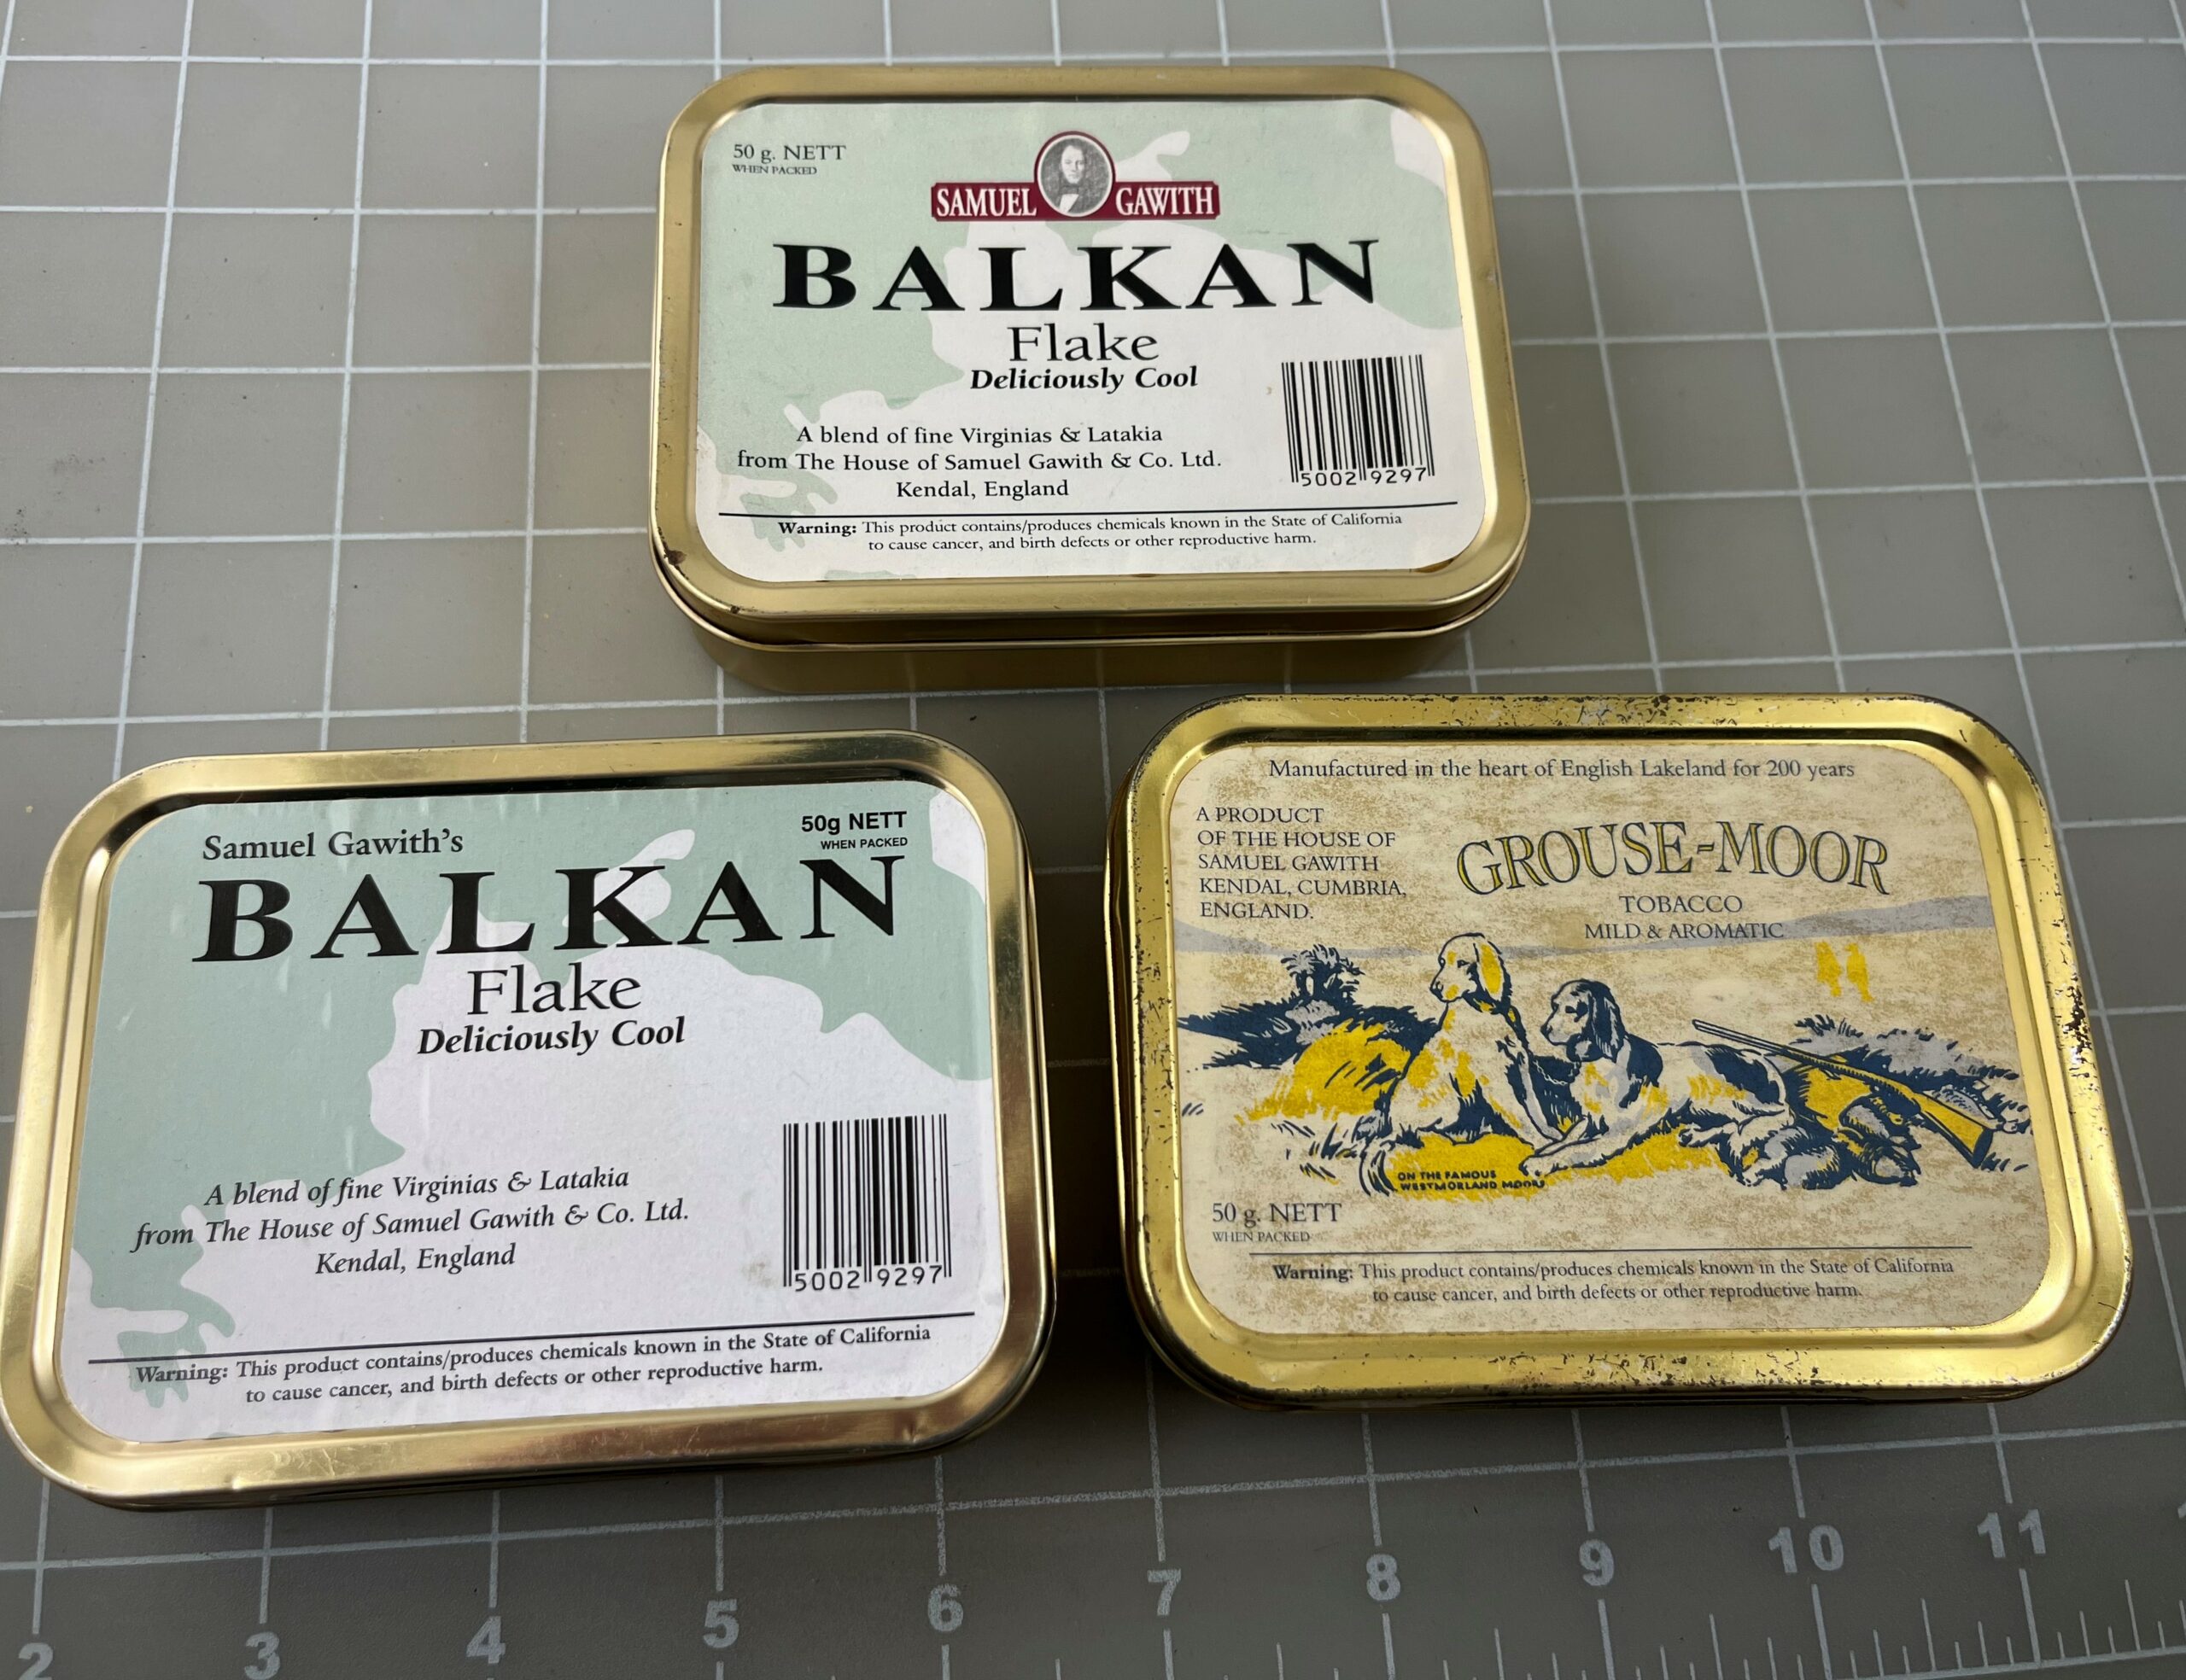 50 g. NETT
WHEN PACKED
SAMUEL GAWITH
BALKAN
Flake
Deliciously Cool
A blend of fine Virginias & Latakia
from The House of Samuel Gawith & Co. Ltd.
Kendal, England
5002 9297
Warning: This product contains/produces chemicals known in the State of California
to cause cancer, and birth defects or other reproductive harm.
Samuel Gawith's
50g NETT
WHEN PACKED
BALKAN
Flake
Deliciously Cool
A blend of fine Virginias & Latakia
from The House of Samuel Gawith & Co. Ltd.
Kendal, England
5002 9297
Warning: This product contains/produces chemicals known in the State of California
to cause cancer, and birth defects or other reproductive harm.
Manufactured in the heart of English Lakeland for 200 years
A PRODUCT
OF THE HOUSE OF
SAMUEL GAWITH
KENDAL, CUMBRIA,
ENGLAND.
GROUSE-MOOR
TOBACCO
MILD & AROMATIC
ON THE FAMOUS
WESTMORLAND MOORS
50 g. NETT
WHEN PACKED
Warning: This product contains/produces chemicals known in the State of California
to cause cancer, and birth defects or other reproductive harm.
2 3 4 5 6 7 8 9 10 11